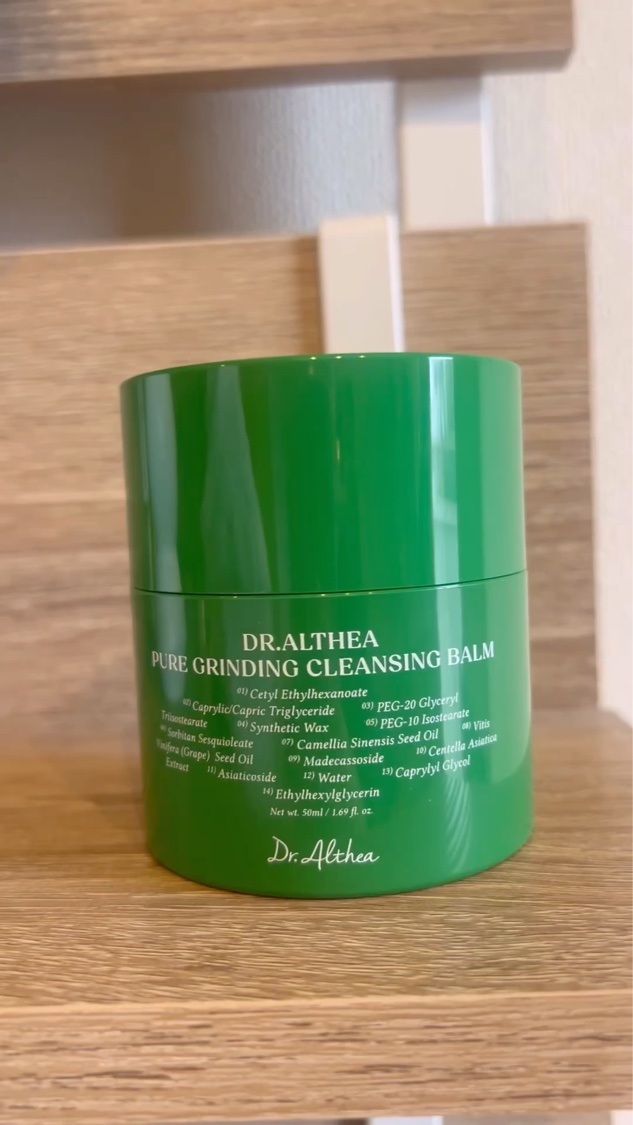 DR.ALTHEA
PURE GRINDING CLEANSING BALM
01) Cetyl Ethylhexanoate
02) Caprylic/Capric Triglyceride 03) PEG-20 Glyceryl
Triisostearate 04) Synthetic Wax 05) PEG-10 Isostearate
06) Sorbitan Sesquioleate 07) Camellia Sinensis Seed Oil 08) Vitis
Vinifera (Grape) Seed Oil 09) Madecassoside 10) Centella Asiatica
Extract 11) Asiaticoside 12) Water 13) Caprylyl Glycol
14) Ethylhexylglycerin
Net wt. 50ml / 1.69 fl. oz.
Dr.Althea